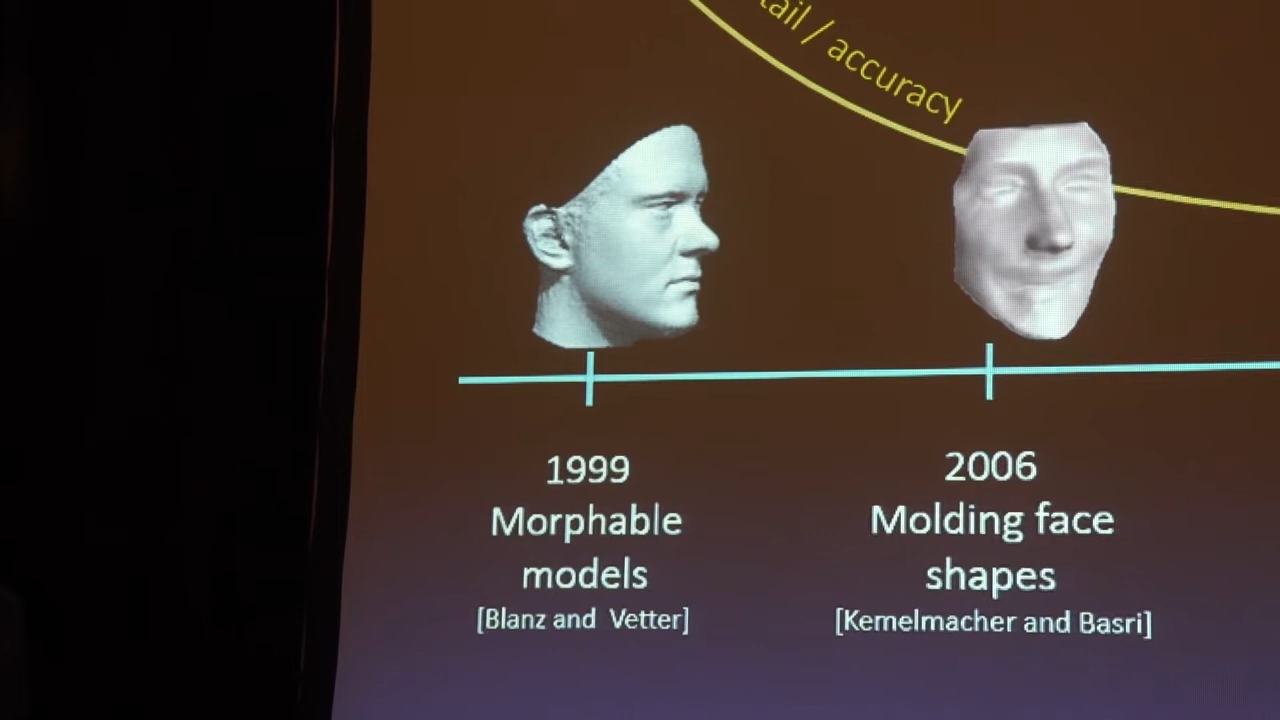 / accuracy
1999
Morphable
models
[Blanz and Vetter]
2006
Molding face
shapes
[Kemelmacher and Basri]